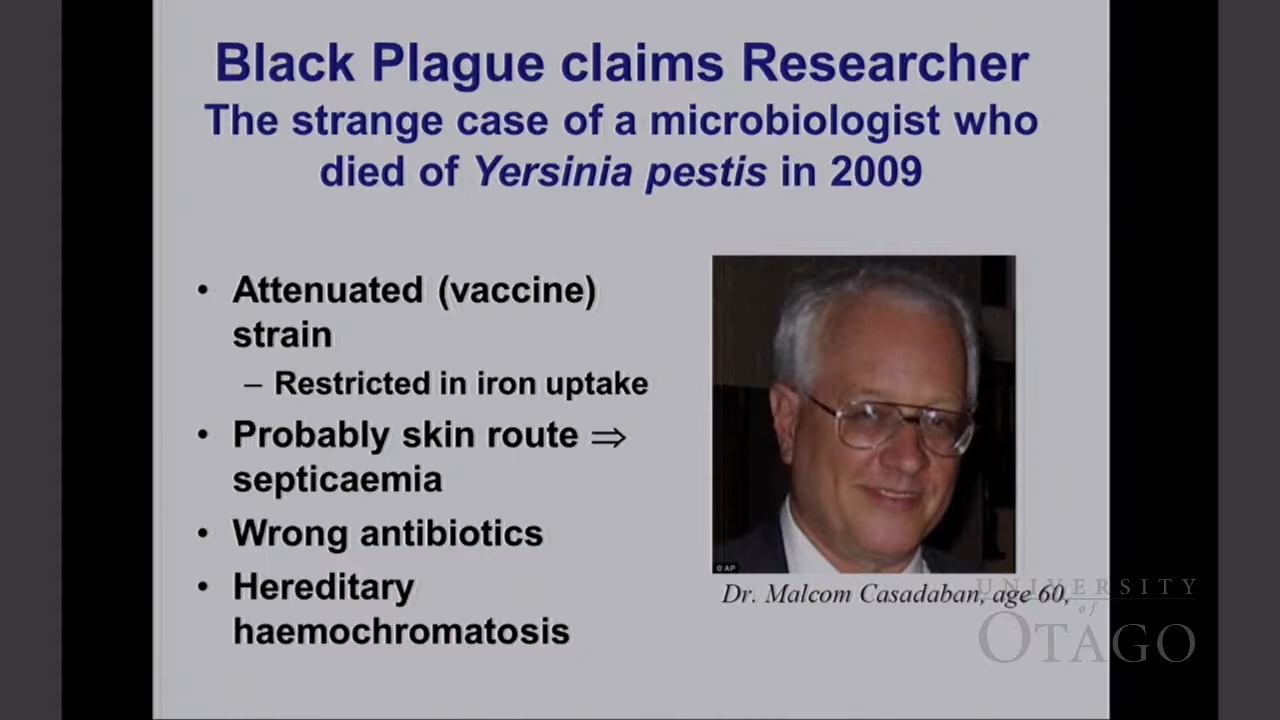 Black Plague claims Researcher
The strange case of a microbiologist who
died of Yersinia pestis in 2009
• Attenuated (vaccine)
strain
– Restricted in iron uptake
• Probably skin route ⇒
septicaemia
• Wrong antibiotics
• Hereditary
haemochromatosis
© AP
Dr. Malcom Casadaban, age 60,
UNIVERSITY
of
OTAGO